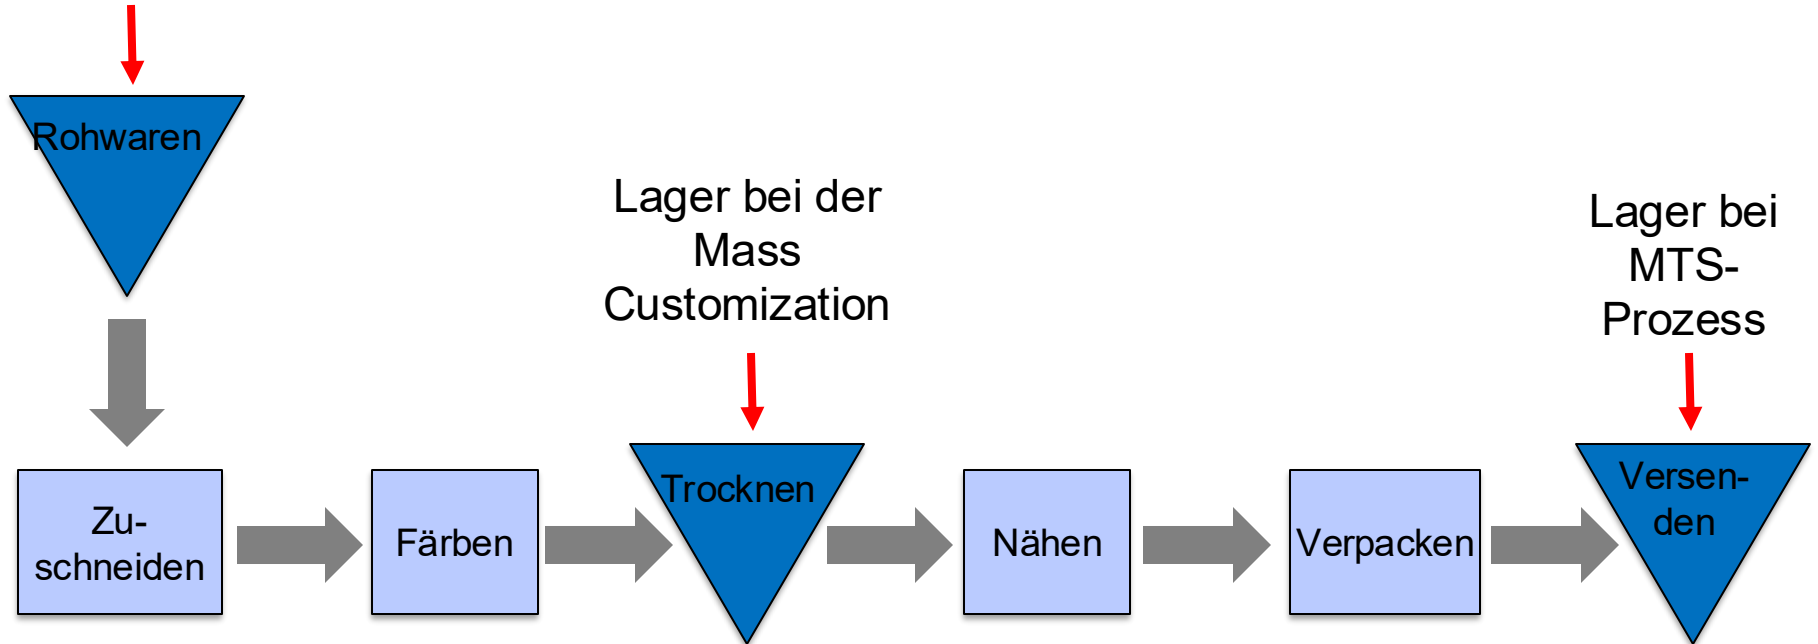 Rohwaren
Lager bei der
Mass
Customization
Lager bei
MTS-
Prozess
Zu-
schneiden
Färben
Trocknen
Nähen
Verpacken
Versen-
den